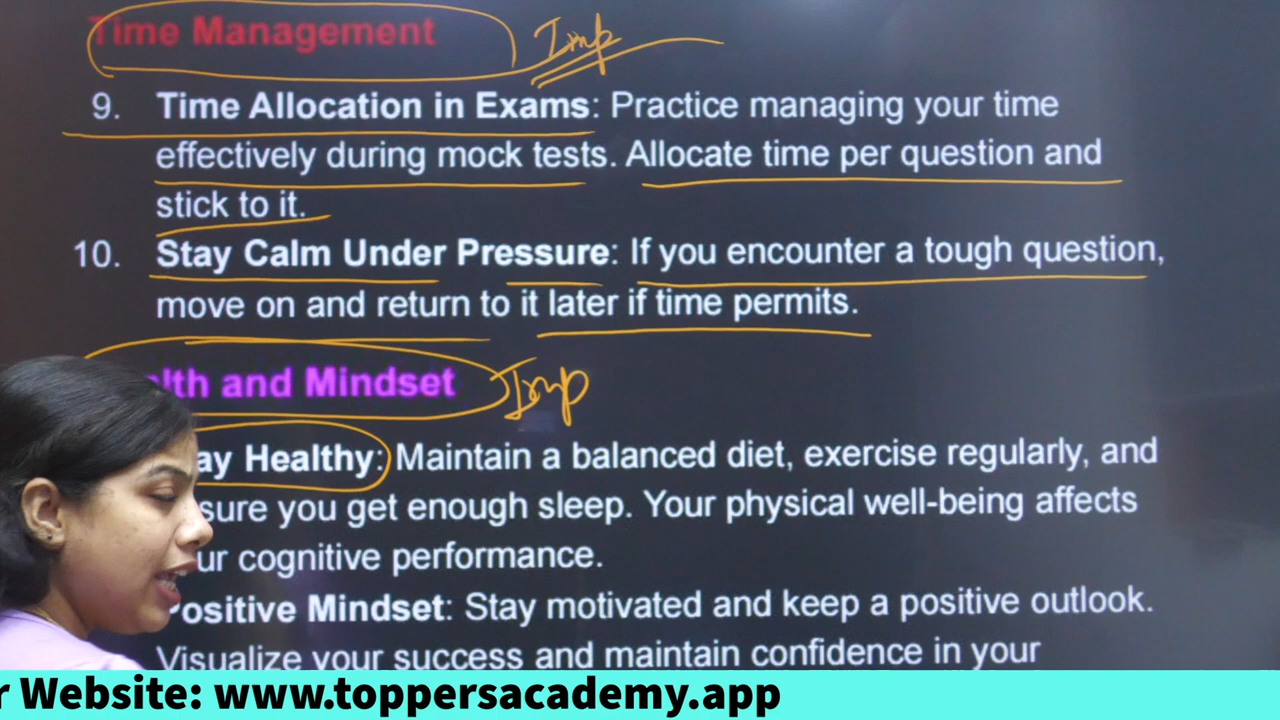 Time Management Imp
9. Time Allocation in Exams: Practice managing your time
effectively during mock tests. Allocate time per question and
stick to it.
10. Stay Calm Under Pressure: If you encounter a tough question,
move on and return to it later if time permits.
lth and Mindset Imp
ay Healthy: Maintain a balanced diet, exercise regularly, and
sure you get enough sleep. Your physical well-being affects
ur cognitive performance.
Positive Mindset: Stay motivated and keep a positive outlook.
Visualize your success and maintain confidence in your
r Website: www.toppersacademy.app